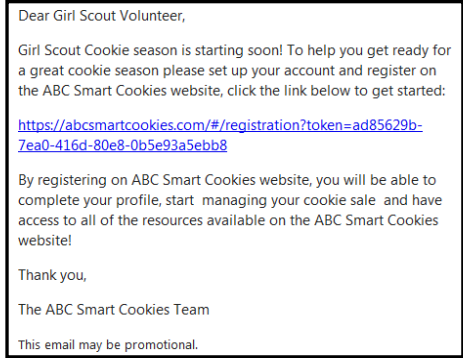 Dear Girl Scout Volunteer,
Girl Scout Cookie season is starting soon! To help you get ready for
a great cookie season please set up your account and register on
the ABC Smart Cookies website, click the link below to get started:
https://abcsmartcookies.com/#/registration?token=ad85629b-
7ea0-416d-80e8-0b5e93a5ebb8
By registering on ABC Smart Cookies website, you will be able to
complete your profile, start  managing your cookie sale  and have
access to all of the resources available on the ABC Smart Cookies
website!
Thank you,
The ABC Smart Cookies Team
This email may be promotional.